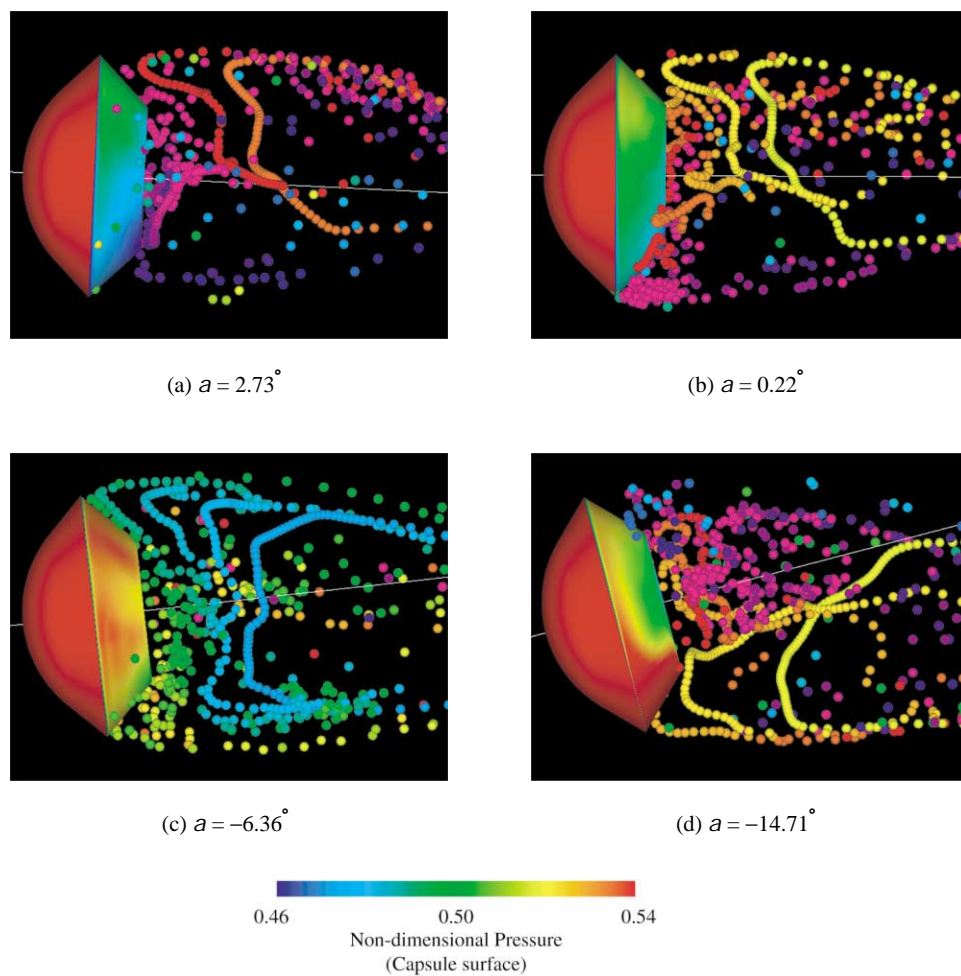 (a) a = 2.73°
(b) a = 0.22°
(c) a = −6.36°
(d) a = −14.71°
0.46 0.50 0.54
Non-dimensional Pressure
(Capsule surface)